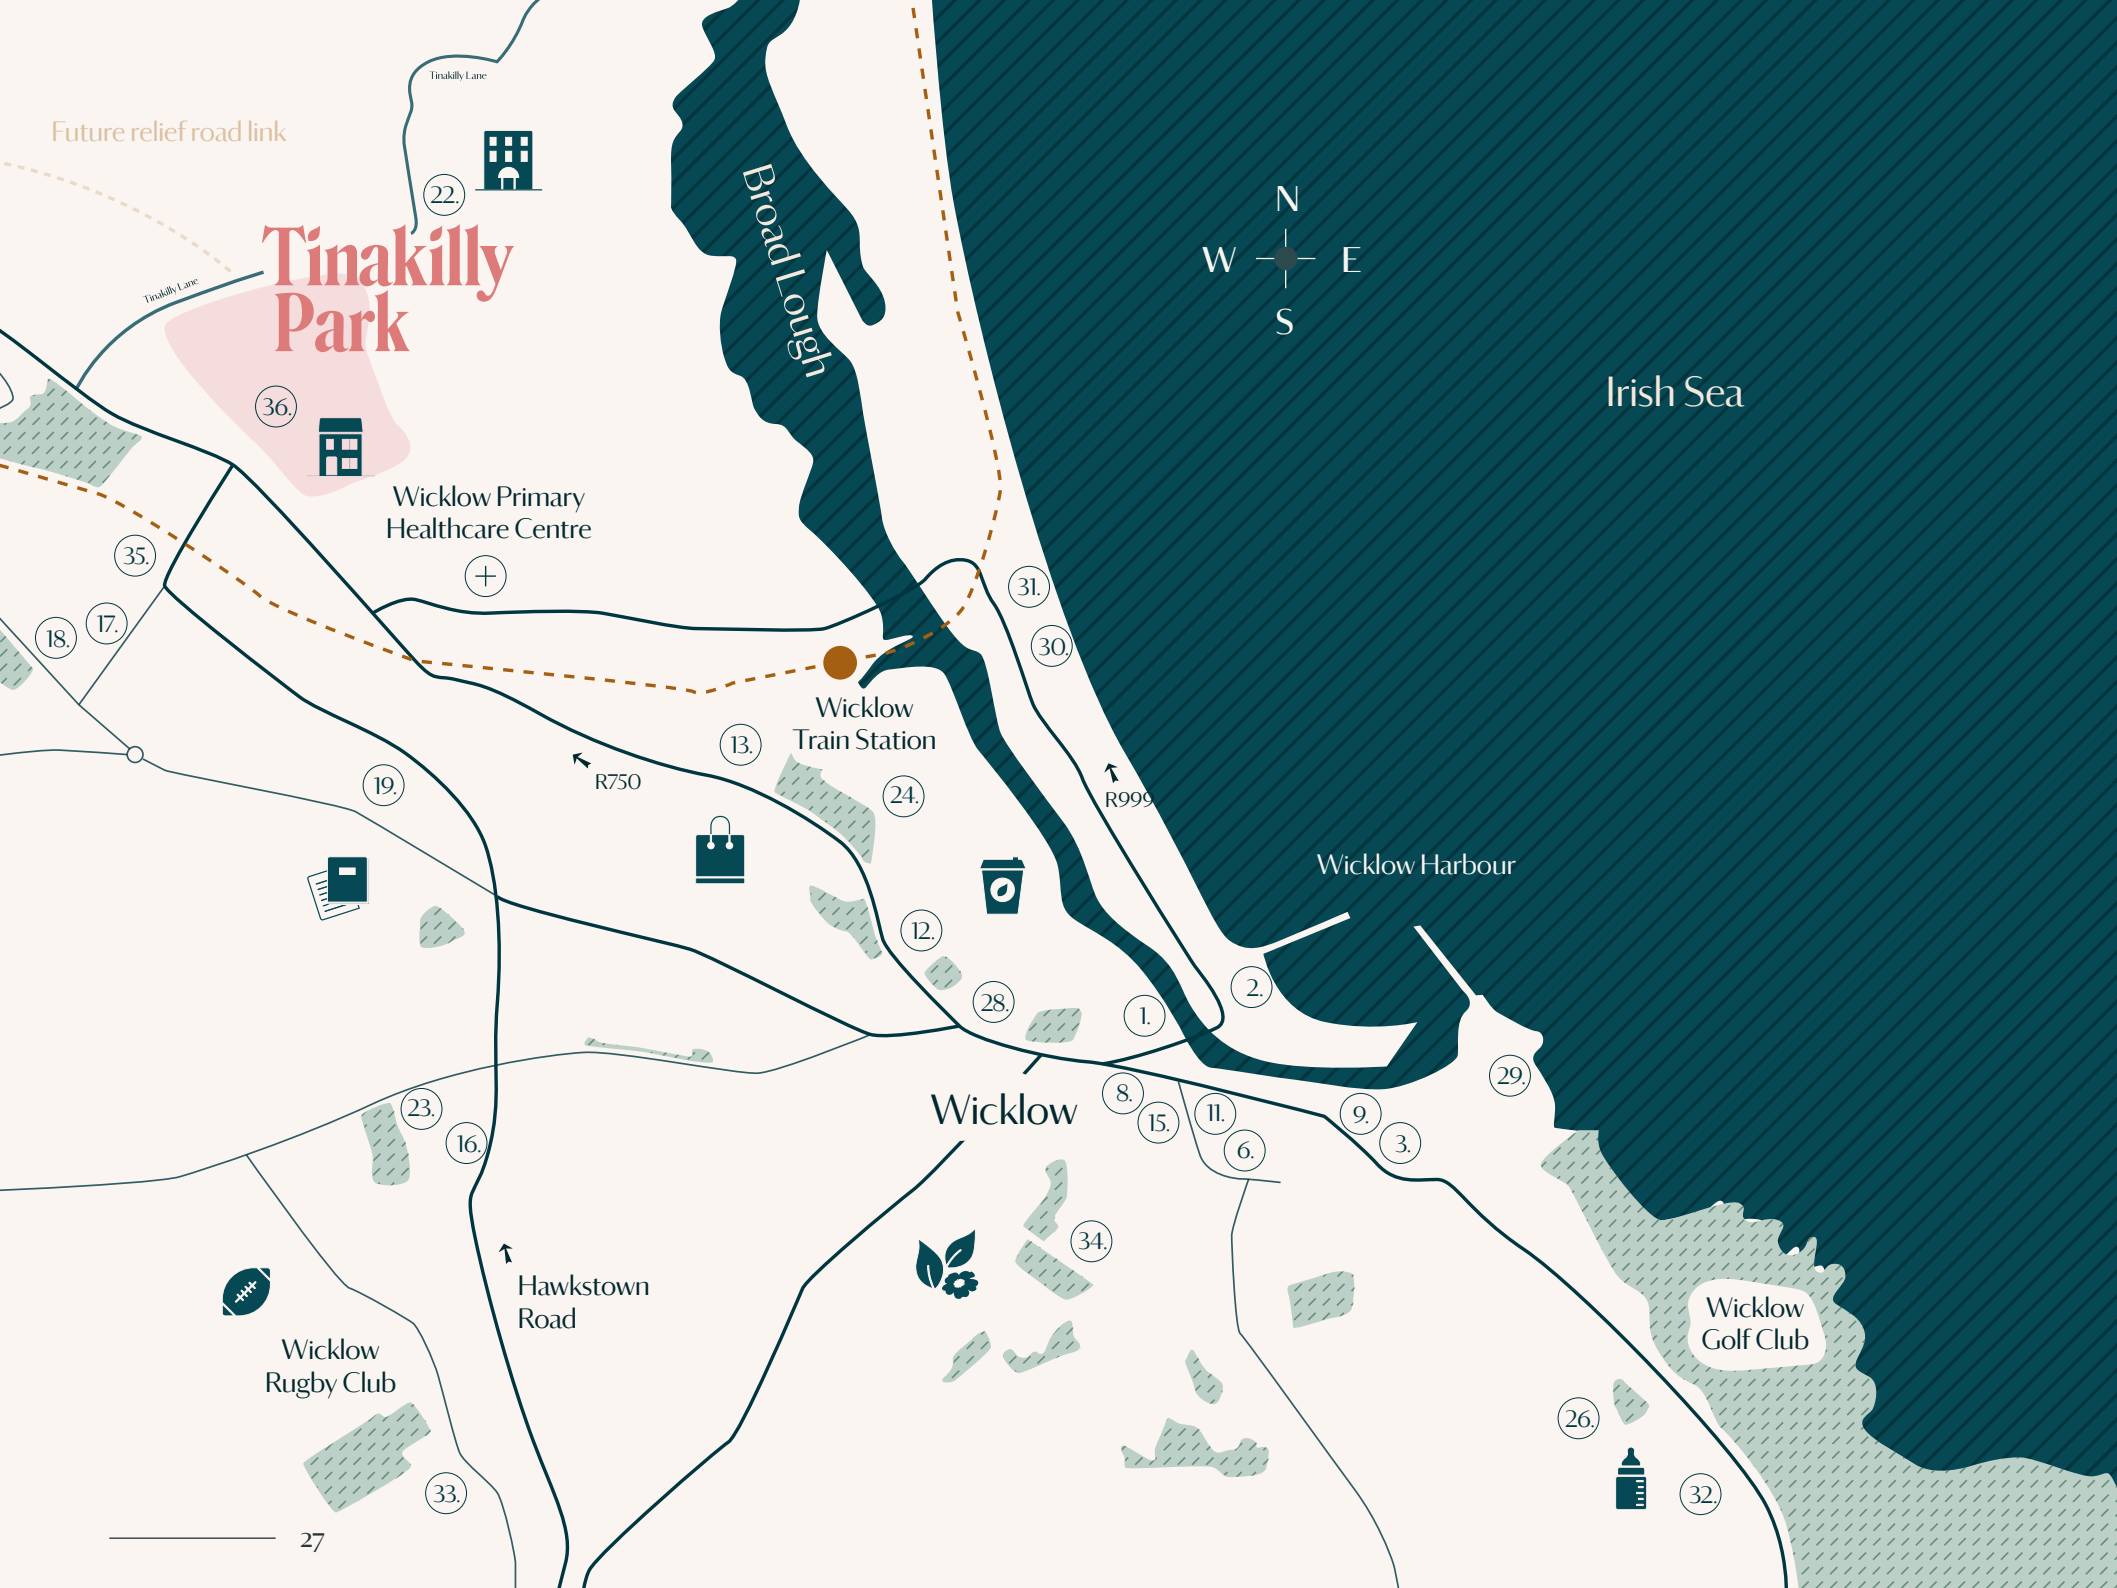 Tinakilly Lane
Future relief road link
22.
Tinakilly
Park
Tinakilly Lane
Broad Lough
N
W
E
S
Irish Sea
36.
Wicklow Primary
Healthcare Centre
35.
17.
18.
31.
30.
Wicklow
Train Station
13.
R750
19.
24.
R999
Wicklow Harbour
12.
28.
1.
2.
29.
8.
15.
11.
6.
9.
3.
Wicklow
23.
16.
34.
Hawkstown
Road
Wicklow
Rugby Club
Wicklow
Golf Club
26.
32.
33.
27